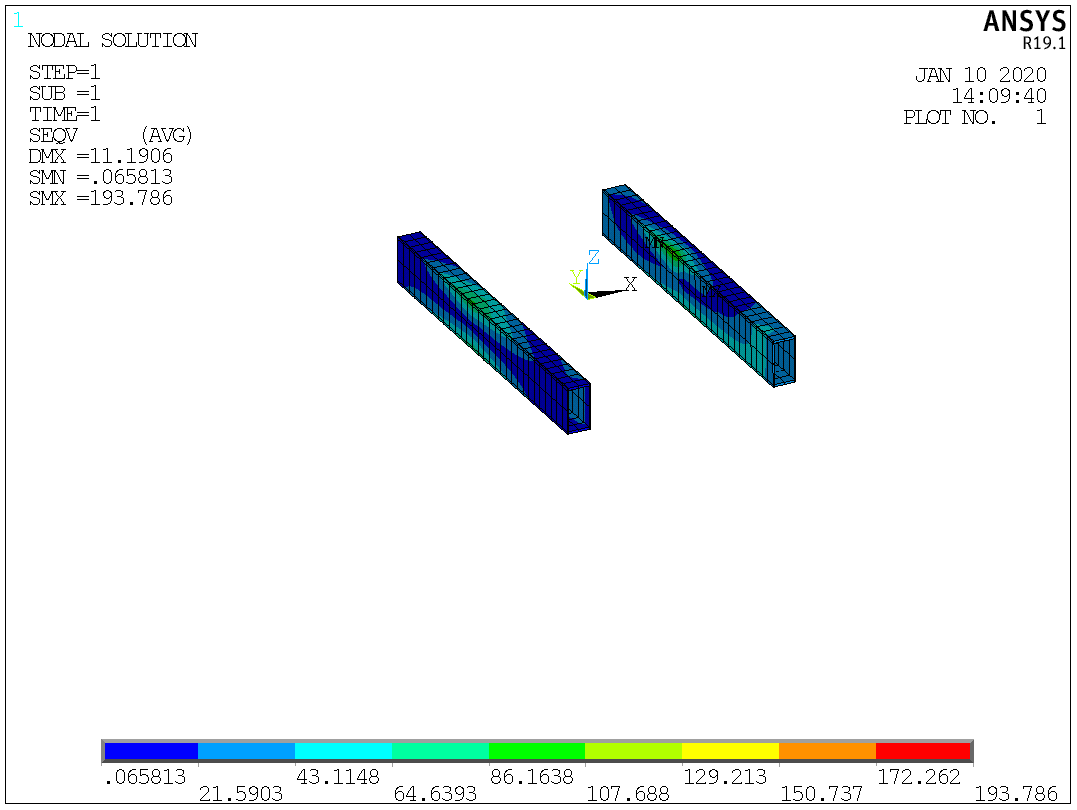 1
NODAL SOLUTION
STEP=1
SUB =1
TIME=1
SEQV (AVG)
DMX =11.1906
SMN =.065813
SMX =193.786
ANSYS
R19.1
JAN 10 2020
14:09:40
PLOT NO. 1
MN
Z
Y
X
.065813 43.1148 86.1638 129.213 172.262
21.5903 64.6393 107.688 150.737 193.786